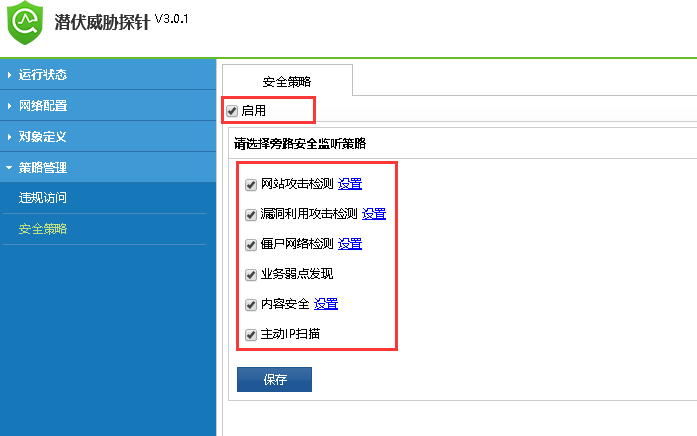 潜伏威胁探针 V3.0.1
运行状态
网络配置
对象定义
策略管理
违规访问
安全策略
安全策略
启用
请选择旁路安全监听策略
网站攻击检测 设置
漏洞利用攻击检测 设置
僵尸网络检测 设置
业务弱点发现
内容安全 设置
主动IP扫描
保存